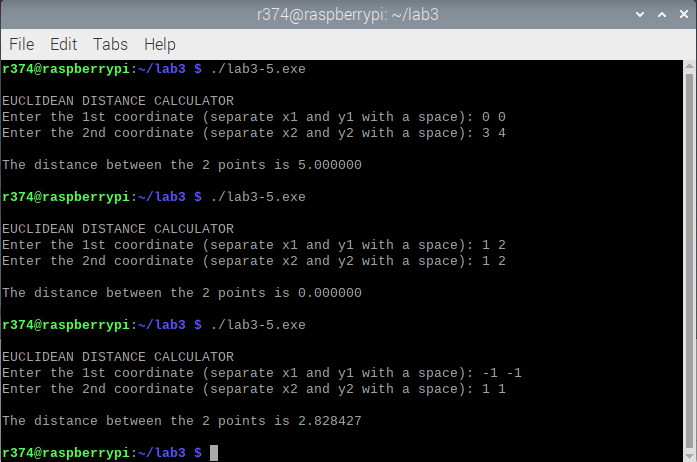 r374@raspberrypi: ~/lab3
File Edit Tabs Help
r374@raspberrypi:~/lab3 $ ./lab3-5.exe
EUCLIDEAN DISTANCE CALCULATOR
Enter the 1st coordinate (separate x1 and y1 with a space): 0 0
Enter the 2nd coordinate (separate x2 and y2 with a space): 3 4
The distance between the 2 points is 5.000000
r374@raspberrypi:~/lab3 $ ./lab3-5.exe
EUCLIDEAN DISTANCE CALCULATOR
Enter the 1st coordinate (separate x1 and y1 with a space): 1 2
Enter the 2nd coordinate (separate x2 and y2 with a space): 1 2
The distance between the 2 points is 0.000000
r374@raspberrypi:~/lab3 $ ./lab3-5.exe
EUCLIDEAN DISTANCE CALCULATOR
Enter the 1st coordinate (separate x1 and y1 with a space): -1 -1
Enter the 2nd coordinate (separate x2 and y2 with a space): 1 1
The distance between the 2 points is 2.828427
r374@raspberrypi:~/lab3 $